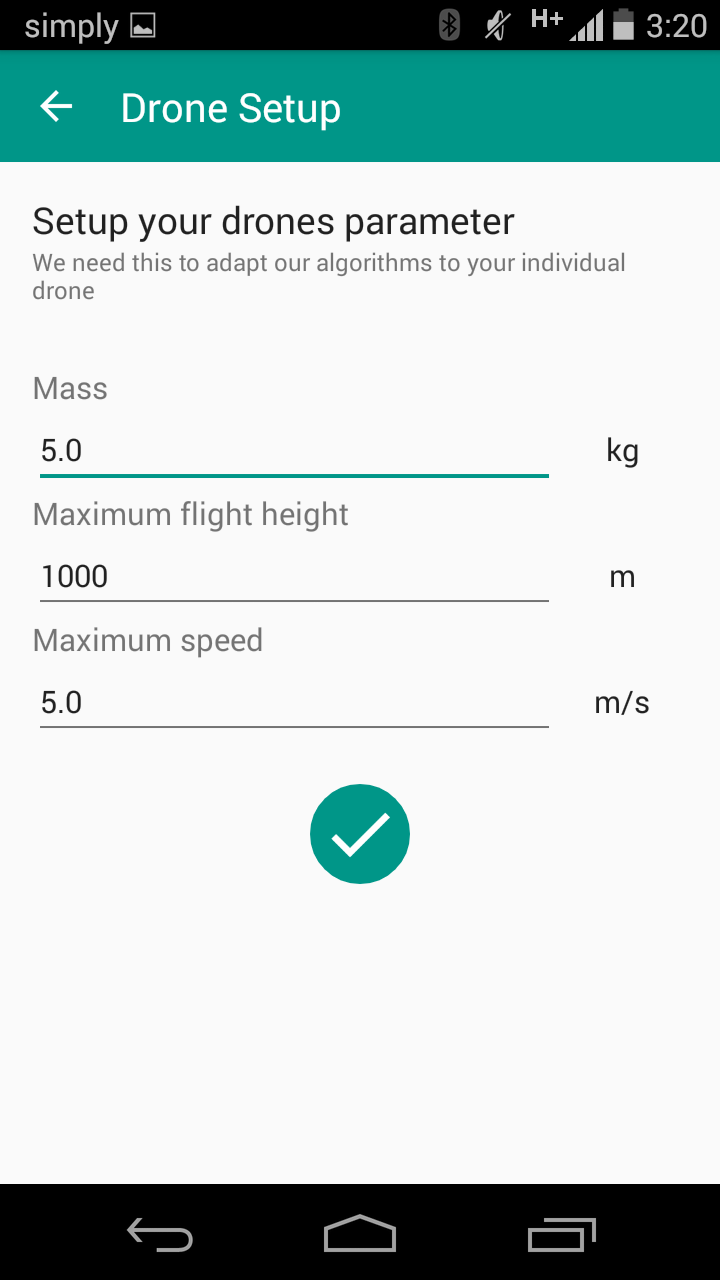 simply H+ 3:20
Drone Setup
Setup your drones parameter
We need this to adapt our algorithms to your individual
drone
Mass
5.0 kg
Maximum flight height
1000 m
Maximum speed
5.0 m/s